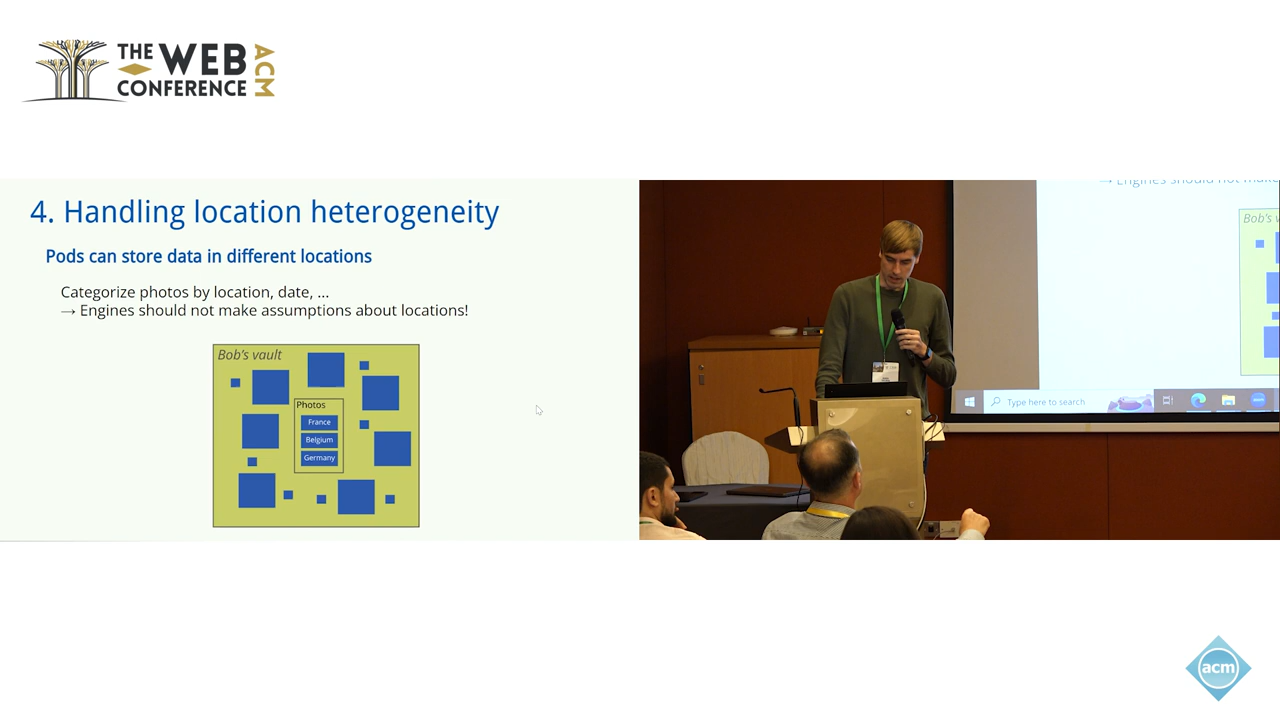 THE WEB
CONFERENCE
ACM
4. Handling location heterogeneity
Pods can store data in different locations
Categorize photos by location, date, ...
→ Engines should not make assumptions about locations!
Bob's vault
Photos
France
Belgium
Germany
→ Engines should not make
Bob's v
Type here to search
acm